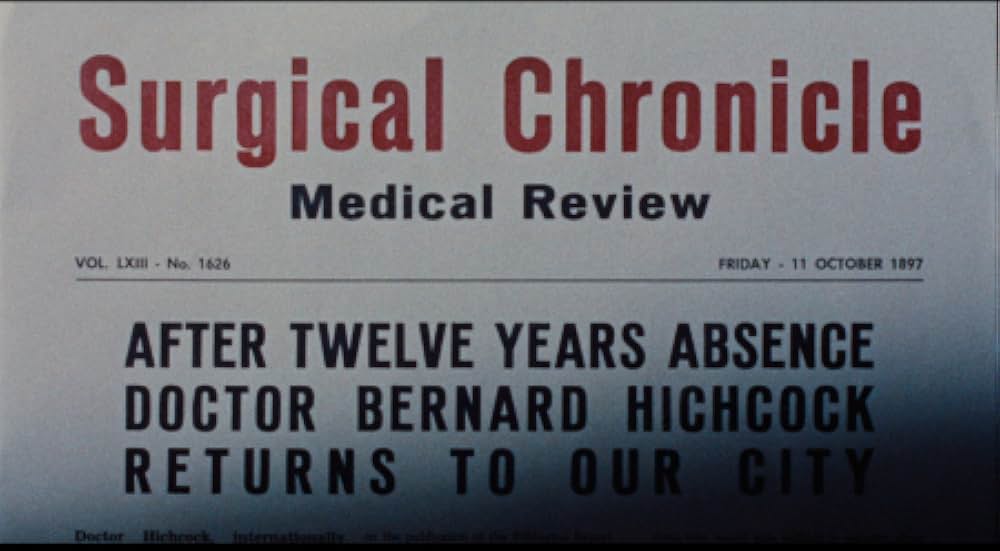 Surgical Chronicle
Medical Review
VOL. LXIII - No. 1626 FRIDAY - 11 OCTOBER 1897
AFTER TWELVE YEARS ABSENCE
DOCTOR BERNARD HICHCOCK
RETURNS TO OUR CITY
Doctor Hichcock, internationally